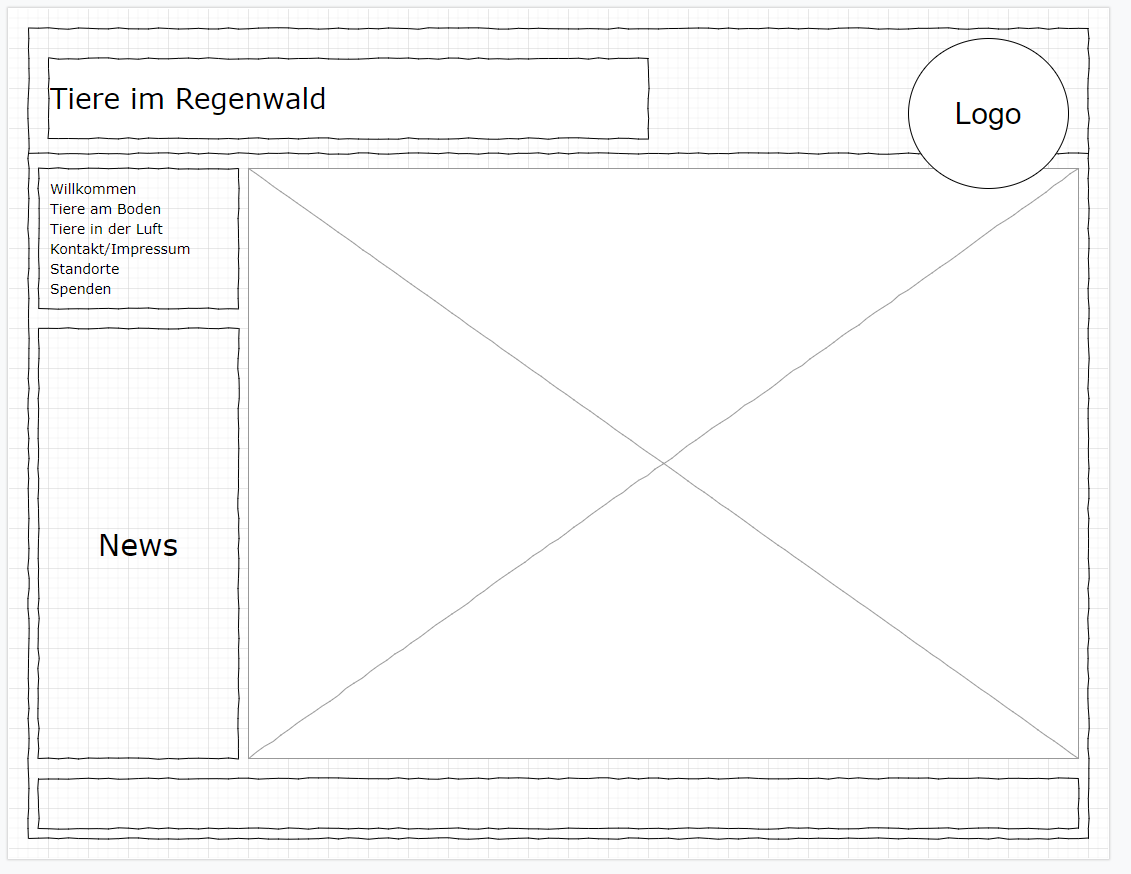 Tiere im Regenwald
Logo
Willkommen
Tiere am Boden
Tiere in der Luft
Kontakt/Impressum
Standorte
Spenden
News